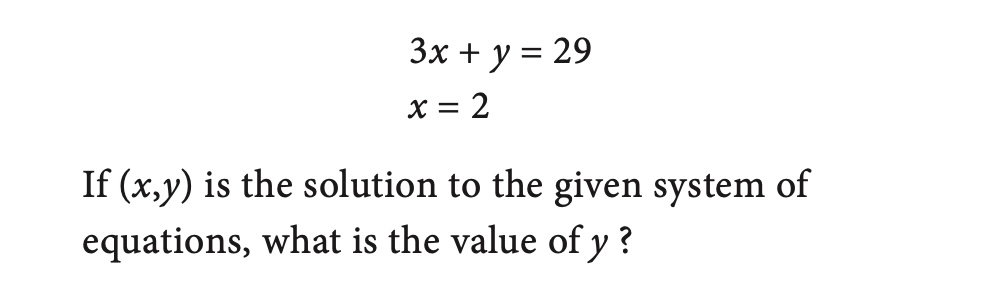 3x + y = 29
x = 2
If (x,y) is the solution to the given system of
equations, what is the value of y ?